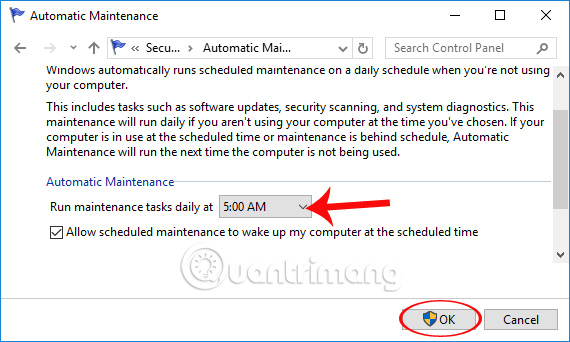 Automatic Maintenance
Secu... Automatic Mai... Search Control Panel
Windows automatically runs scheduled maintenance on a daily schedule when you're not using
your computer.
This includes tasks such as software updates, security scanning, and system diagnostics. This
maintenance will run daily if you aren't using your computer at the time you've chosen. If your
computer is in use at the scheduled time or maintenance is behind schedule, Automatic
Maintenance will run the next time the computer is not being used.
Automatic Maintenance
Run maintenance tasks daily at 5:00 AM
Allow scheduled maintenance to wake up my computer at the scheduled time
Quantrimang
OK Cancel